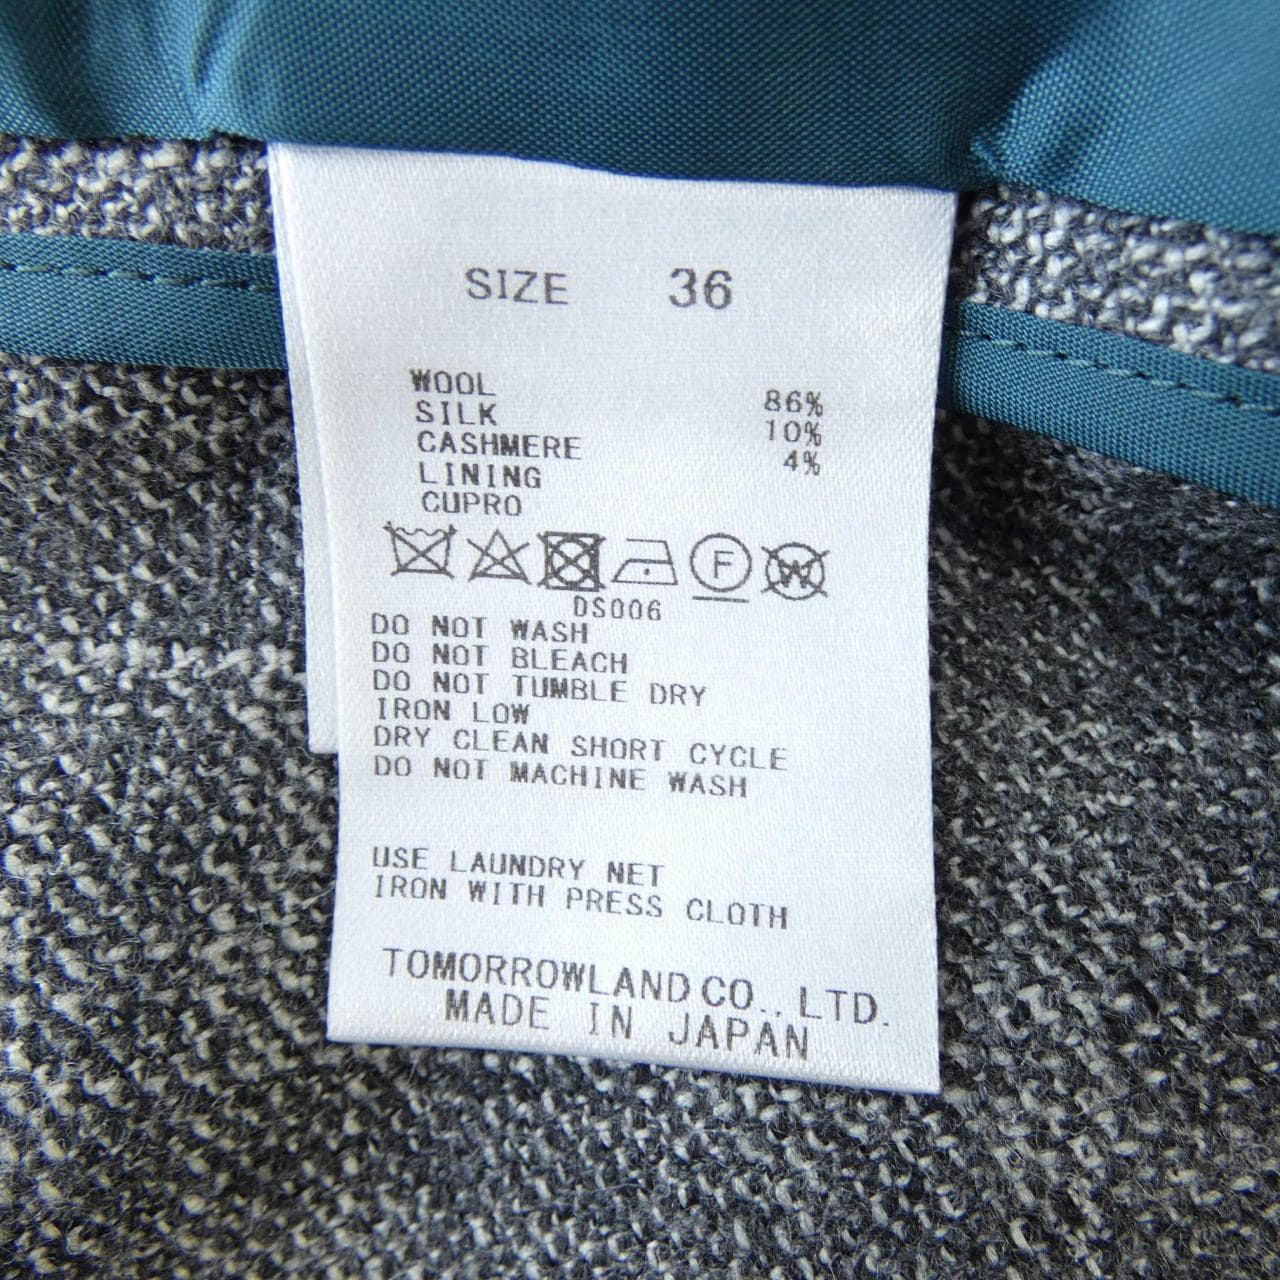 SIZE 36
WOOL 86%
SILK 10%
CASHMERE 4%
LINING
CUPRO
F W
DS006
DO NOT WASH
DO NOT BLEACH
DO NOT TUMBLE DRY
IRON LOW
DRY CLEAN SHORT CYCLE
DO NOT MACHINE WASH
USE LAUNDRY NET
IRON WITH PRESS CLOTH
TOMORROWLAND CO., LTD.
MADE IN JAPAN